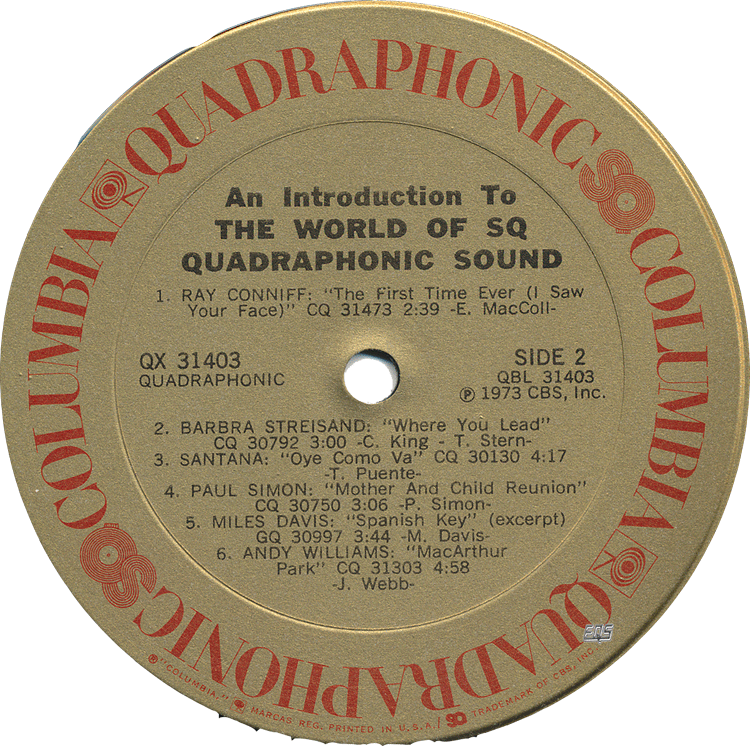 COLUMBIA QUADRAPHONIC SQ COLUMBIA QUADRAPHONIC SQ
An Introduction To
THE WORLD OF SQ
QUADRAPHONIC SOUND
1. RAY CONNIFF: "The First Time Ever (I Saw
Your Face)" CQ 31473 2:39 -E. MacColl-
QX 31403
QUADRAPHONIC
SIDE 2
QBL 31403
Ⓟ 1973 CBS, Inc.
2. BARBRA STREISAND: "Where You Lead"
CQ 30792 3:00 -C. King - T. Stern-
3. SANTANA: "Oye Como Va" CQ 30130 4:17
-T. Puente-
4. PAUL SIMON: "Mother And Child Reunion"
CQ 30750 3:06 -P. Simon-
5. MILES DAVIS: "Spanish Key" (excerpt)
GQ 30997 3:44 -M. Davis-
6. ANDY WILLIAMS: "MacArthur
Park" CQ 31303 4:58
-J. Webb-
EQS
® "COLUMBIA," MARCAS REG. PRINTED IN U.S.A./ SQ TRADEMARK OF CBS, INC.